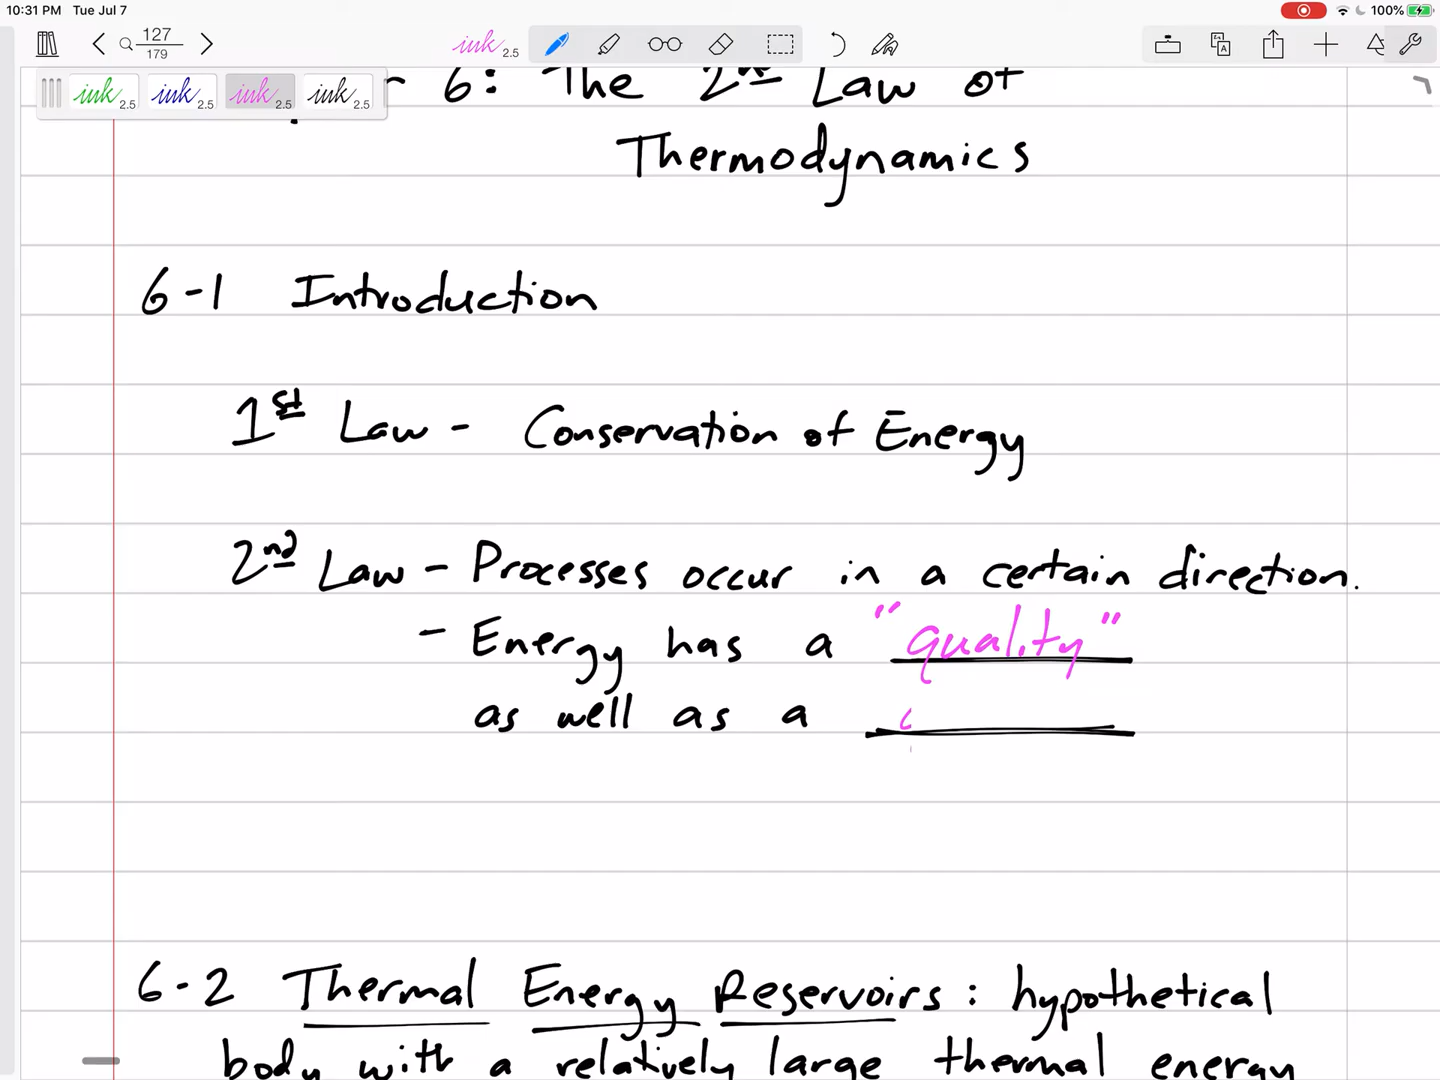 10:31 PM Tue Jul 7
100%
127
179
ink 2.5
ink 2.5 ink 2.5 ink 2.5 ink 2.5
6: The 2nd Law of
Thermodynamics
6-1 Introduction
1st Law - Conservation of Energy
2nd Law - Processes occur in a certain direction.
- Energy has a "quality"
as well as a
6-2 Thermal Energy Reservoirs: hypothetical
body with a relatively large thermal energy